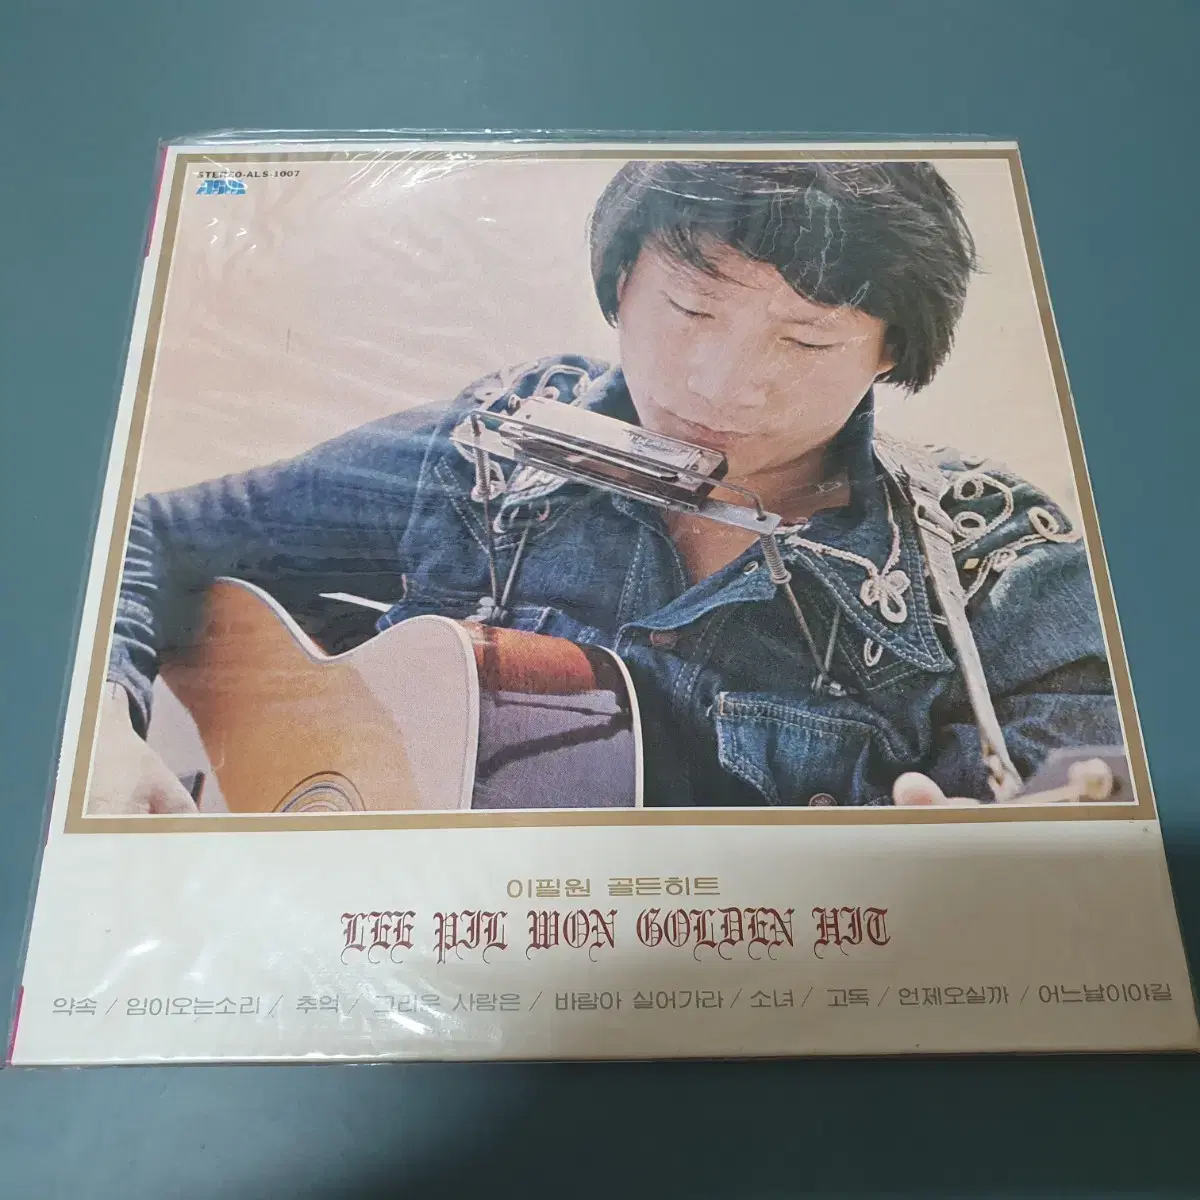 STEREO-ALS-1007
이필원 골든히트
LEE PIL WON GOLDEN HIT
약속 / 임이오는소리 / 추억 / 그리운 사랑은 / 바람아 실어가라 / 소녀 / 고독 / 언제오실까 / 어느날이야길